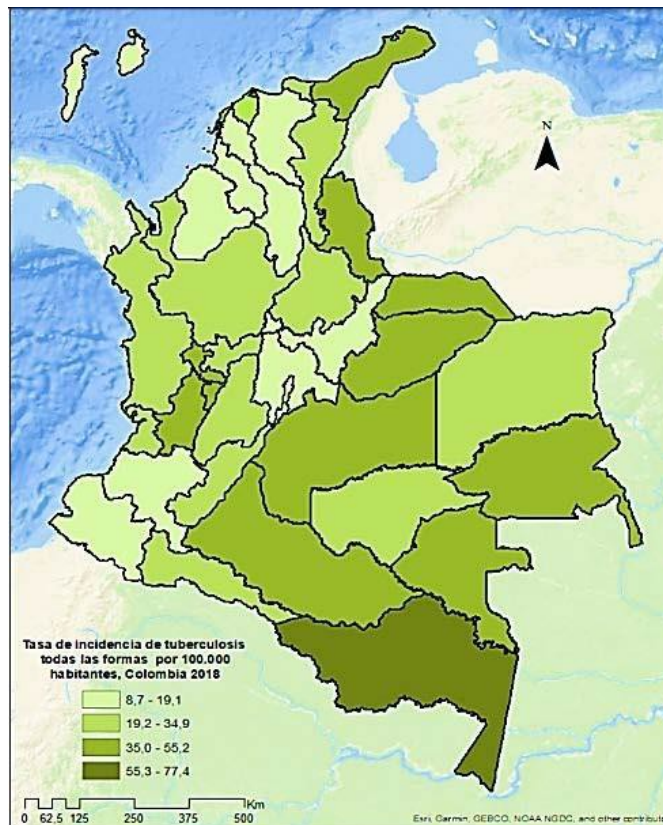 N
Tasa de incidencia de tuberculosis
todas las formas por 100.000
habitantes, Colombia 2018
8,7 - 19,1
19,2 - 34,9
35,0 - 55,2
55,3 - 77,4
Km
0 62,5 125 250 375 500
Esri, Garmin, GEBCO, NOAA NGDC, and other contribut